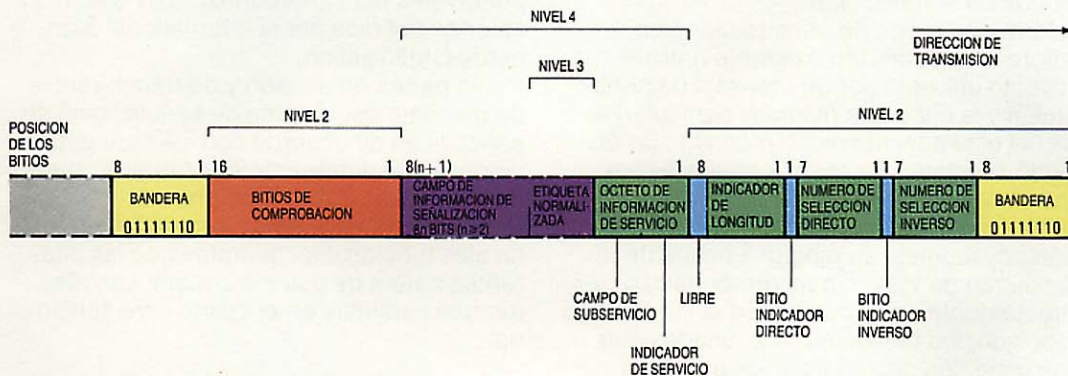 NIVEL 4
DIRECCION DE
TRANSMISION
NIVEL 3
NIVEL 2
NIVEL 2
POSICION
DE LOS
BITIOS
8 1 16 1 8(n+1) 1 8 1 7 1 7 1 8 1
BANDERA
01111110
BITIOS DE
COMPROBACION
CAMPO DE
INFORMACION DE
SEÑALIZACION
8n BITS (n≥2)
ETIQUETA
NORMALI-
ZADA
OCTETO DE
INFORMACION
DE SERVICIO
INDICADOR
DE
LONGITUD
NUMERO DE
SELECCION
DIRECTO
NUMERO DE
SELECCION
INVERSO
BANDERA
01111110
CAMPO DE
SUBSERVICIO
INDICADOR
DE SERVICIO
LIBRE
BITIO
INDICADOR
DIRECTO
BITIO
INDICADOR
INVERSO